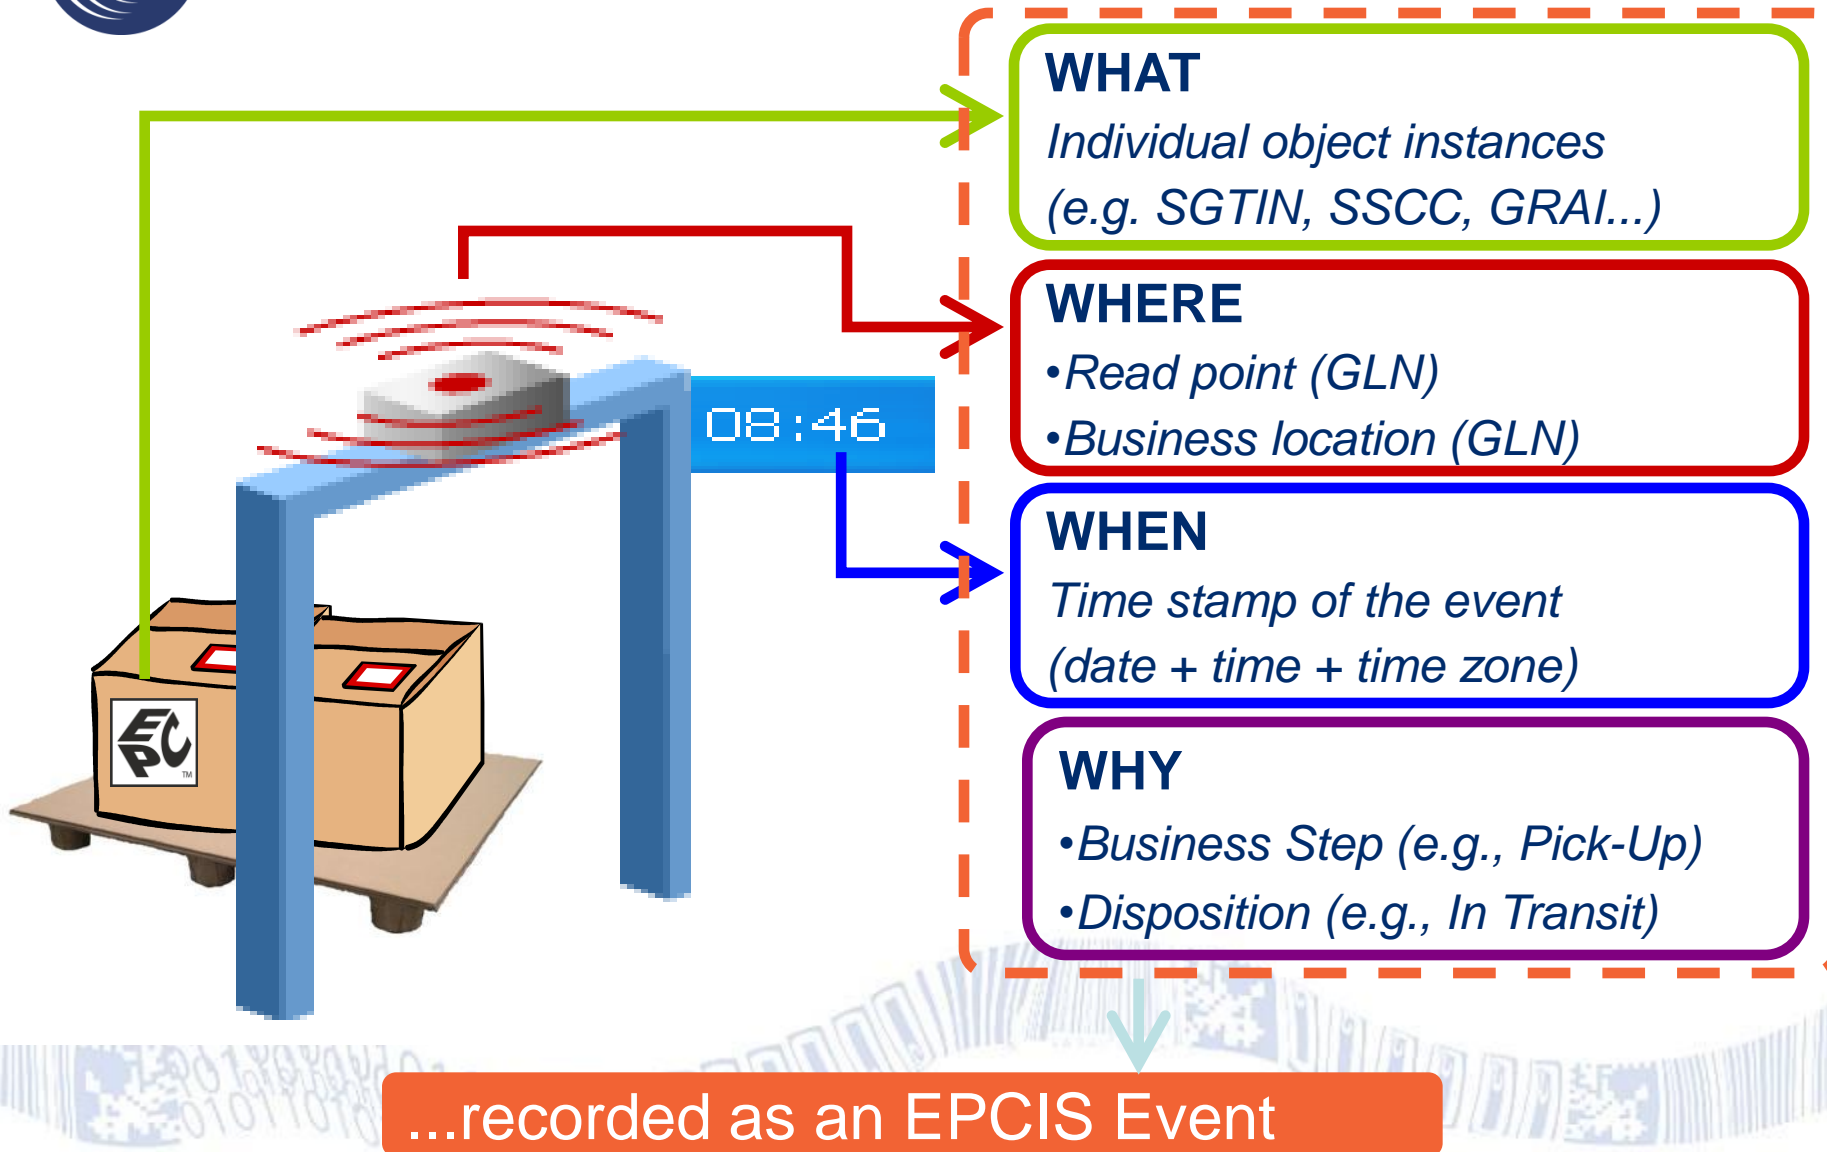 WHAT
Individual object instances
(e.g. SGTIN, SSCC, GRAI...)
WHERE
•Read point (GLN)
•Business location (GLN)
08:46
WHEN
Time stamp of the event
(date + time + time zone)
WHY
•Business Step (e.g., Pick-Up)
•Disposition (e.g., In Transit)
EPC
TM
...recorded as an EPCIS Event